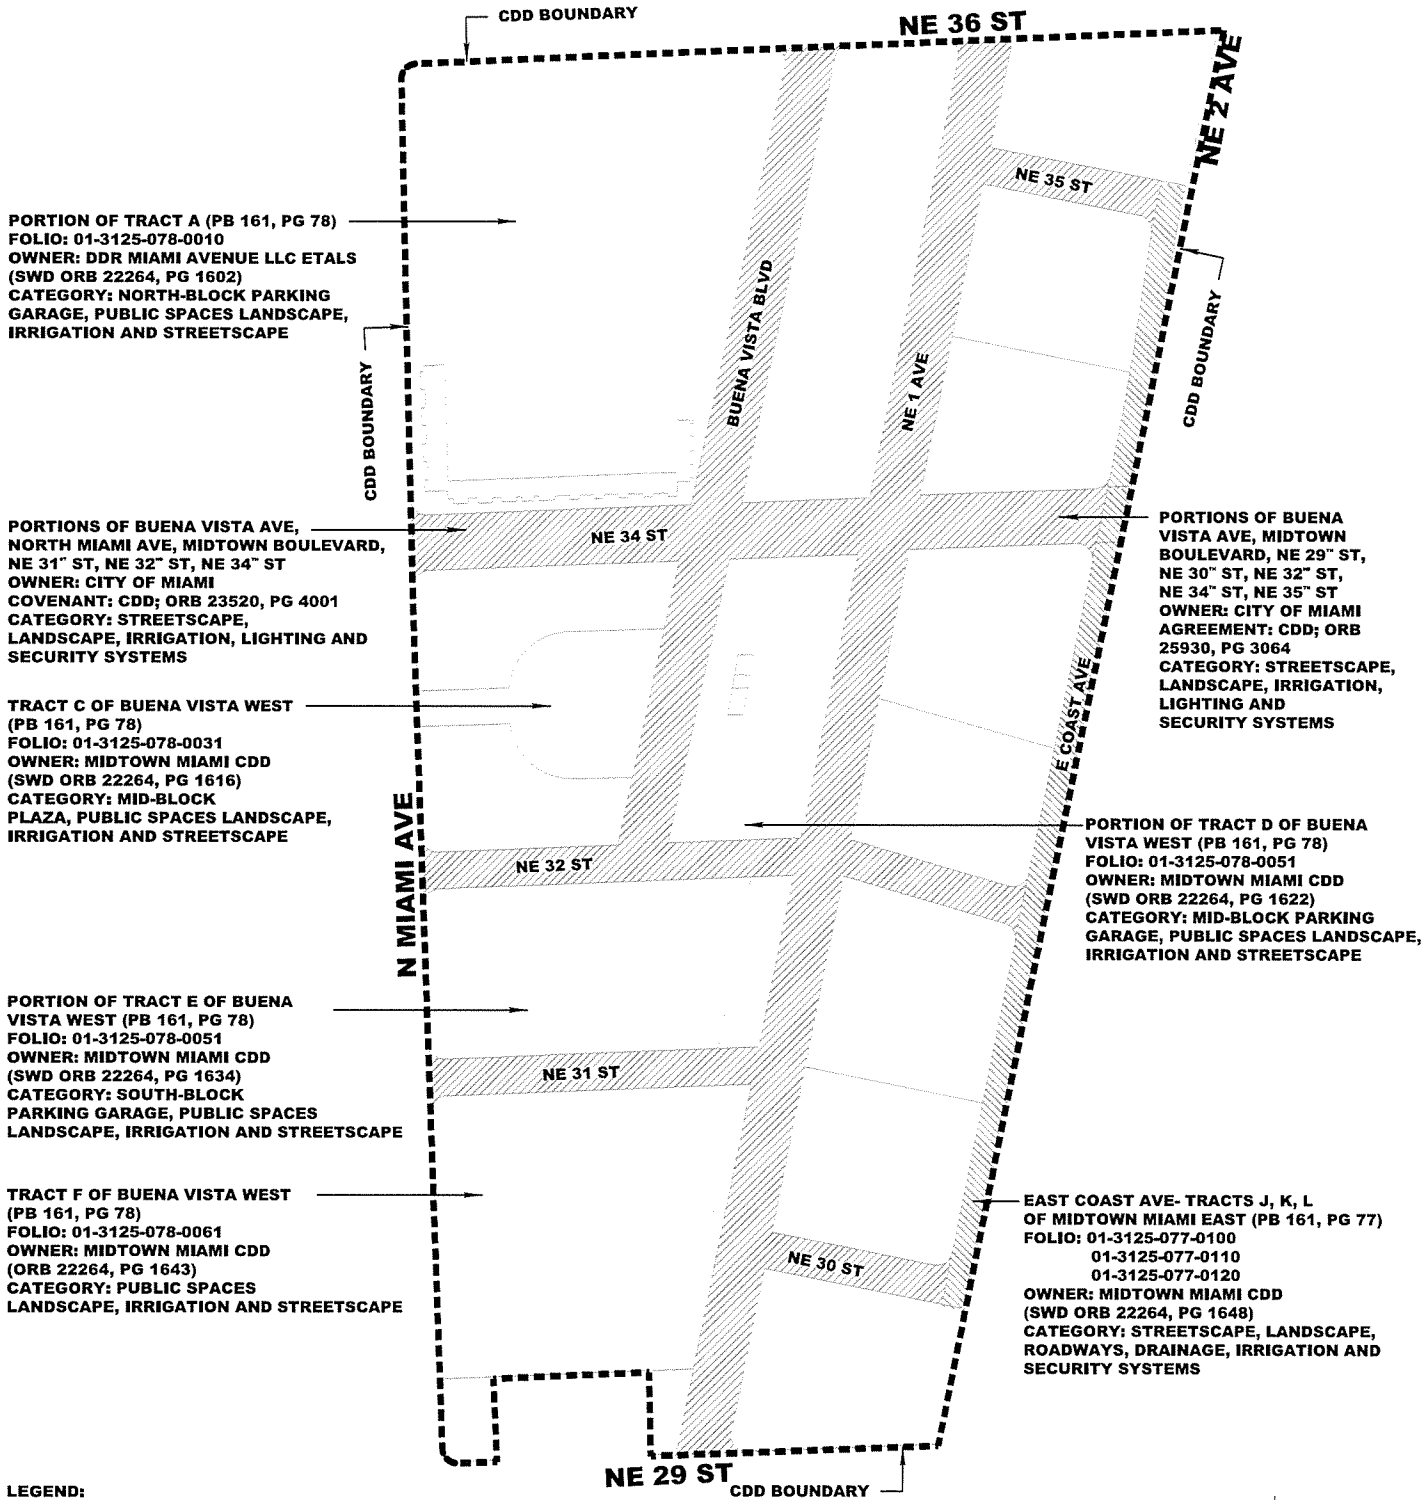 CDD BOUNDARY
NE 36 ST
NE 2 AVE
NE 35 ST
PORTION OF TRACT A (PB 161, PG 78)
FOLIO: 01-3125-078-0010
OWNER: DDR MIAMI AVENUE LLC ETALS
(SWD ORB 22264, PG 1602)
CATEGORY: NORTH-BLOCK PARKING
GARAGE, PUBLIC SPACES LANDSCAPE,
IRRIGATION AND STREETSCAPE
CDD BOUNDARY
BUENA VISTA BLVD
NE 1 AVE
CDD BOUNDARY
PORTIONS OF BUENA VISTA AVE,
NORTH MIAMI AVE, MIDTOWN BOULEVARD,
NE 31ST ST, NE 32ND ST, NE 34TH ST
OWNER: CITY OF MIAMI
COVENANT: CDD; ORB 23520, PG 4001
CATEGORY: STREETSCAPE,
LANDSCAPE, IRRIGATION, LIGHTING AND
SECURITY SYSTEMS
NE 34 ST
PORTIONS OF BUENA
VISTA AVE, MIDTOWN
BOULEVARD, NE 29TH ST,
NE 30TH ST, NE 32ND ST,
NE 34TH ST, NE 35TH ST
OWNER: CITY OF MIAMI
AGREEMENT: CDD; ORB
25930, PG 3064
CATEGORY: STREETSCAPE,
LANDSCAPE, IRRIGATION,
LIGHTING AND
SECURITY SYSTEMS
TRACT C OF BUENA VISTA WEST
(PB 161, PG 78)
FOLIO: 01-3125-078-0031
OWNER: MIDTOWN MIAMI CDD
(SWD ORB 22264, PG 1616)
CATEGORY: MID-BLOCK
PLAZA, PUBLIC SPACES LANDSCAPE,
IRRIGATION AND STREETSCAPE
E COAST AVE
N MIAMI AVE
NE 32 ST
PORTION OF TRACT D OF BUENA
VISTA WEST (PB 161, PG 78)
FOLIO: 01-3125-078-0051
OWNER: MIDTOWN MIAMI CDD
(SWD ORB 22264, PG 1622)
CATEGORY: MID-BLOCK PARKING
GARAGE, PUBLIC SPACES LANDSCAPE,
IRRIGATION AND STREETSCAPE
PORTION OF TRACT E OF BUENA
VISTA WEST (PB 161, PG 78)
FOLIO: 01-3125-078-0051
OWNER: MIDTOWN MIAMI CDD
(SWD ORB 22264, PG 1634)
CATEGORY: SOUTH-BLOCK
PARKING GARAGE, PUBLIC SPACES
LANDSCAPE, IRRIGATION AND STREETSCAPE
NE 31 ST
TRACT F OF BUENA VISTA WEST
(PB 161, PG 78)
FOLIO: 01-3125-078-0061
OWNER: MIDTOWN MIAMI CDD
(ORB 22264, PG 1643)
CATEGORY: PUBLIC SPACES
LANDSCAPE, IRRIGATION AND STREETSCAPE
NE 30 ST
EAST COAST AVE- TRACTS J, K, L
OF MIDTOWN MIAMI EAST (PB 161, PG 77)
FOLIO: 01-3125-077-0100
01-3125-077-0110
01-3125-077-0120
OWNER: MIDTOWN MIAMI CDD
(SWD ORB 22264, PG 1648)
CATEGORY: STREETSCAPE, LANDSCAPE,
ROADWAYS, DRAINAGE, IRRIGATION AND
SECURITY SYSTEMS
NE 29 ST
CDD BOUNDARY
LEGEND: